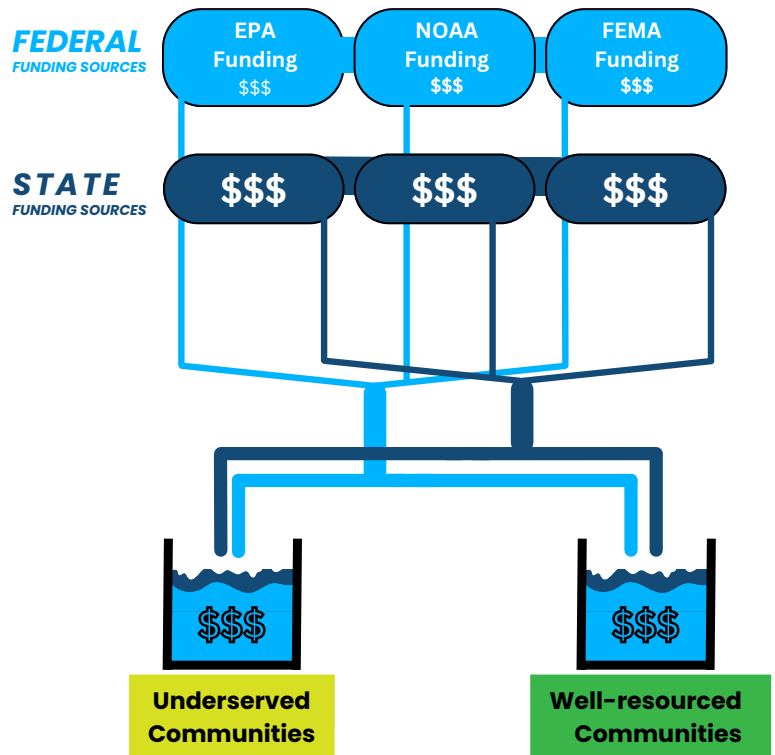 FEDERAL
FUNDING SOURCES
EPA
Funding
$$$
NOAA
Funding
$$$
FEMA
Funding
$$$
STATE
FUNDING SOURCES
$$$
$$$
$$$
$$$
$$$
Underserved
Communities
Well-resourced
Communities